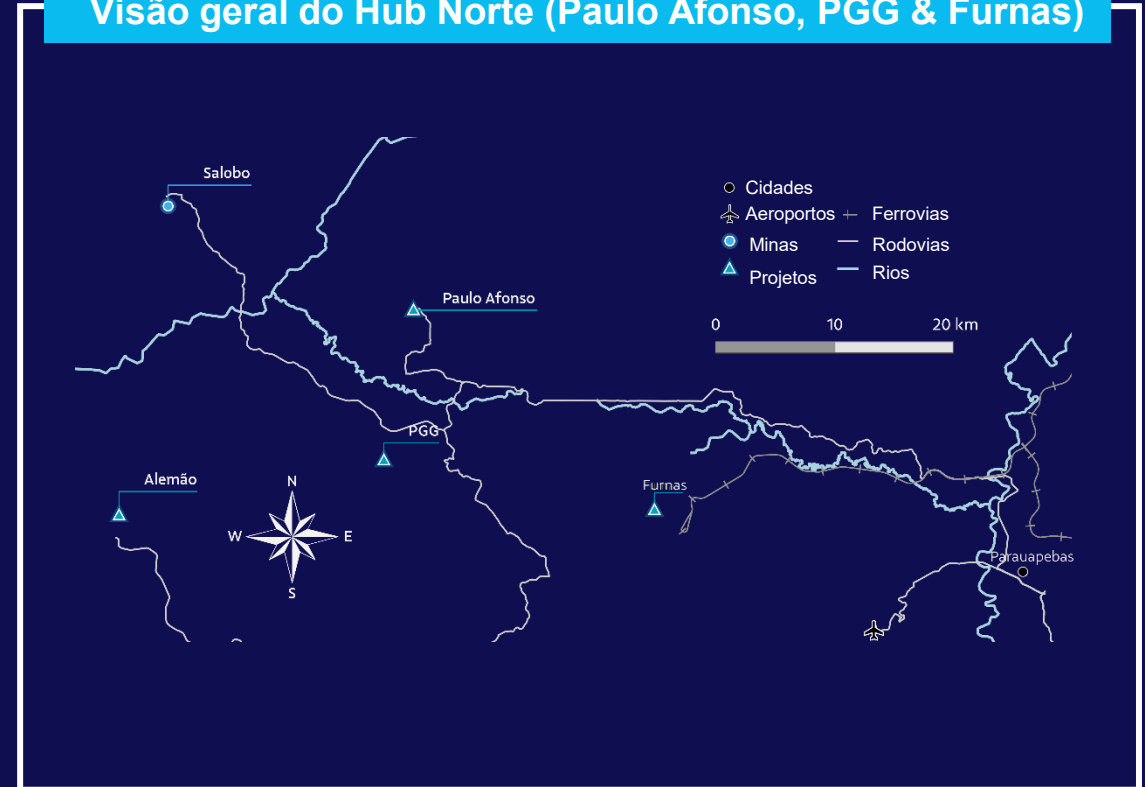 Visão geral do Hub Norte (Paulo Afonso, PGG & Furnas)
Salobo
Cidades
Aeroportos
Ferrovias
Minas
Rodovias
Projetos
Rios
Paulo Afonso
0 10 20 km
PGG
Alemão
N
W
E
S
Furnas
Parauapebas